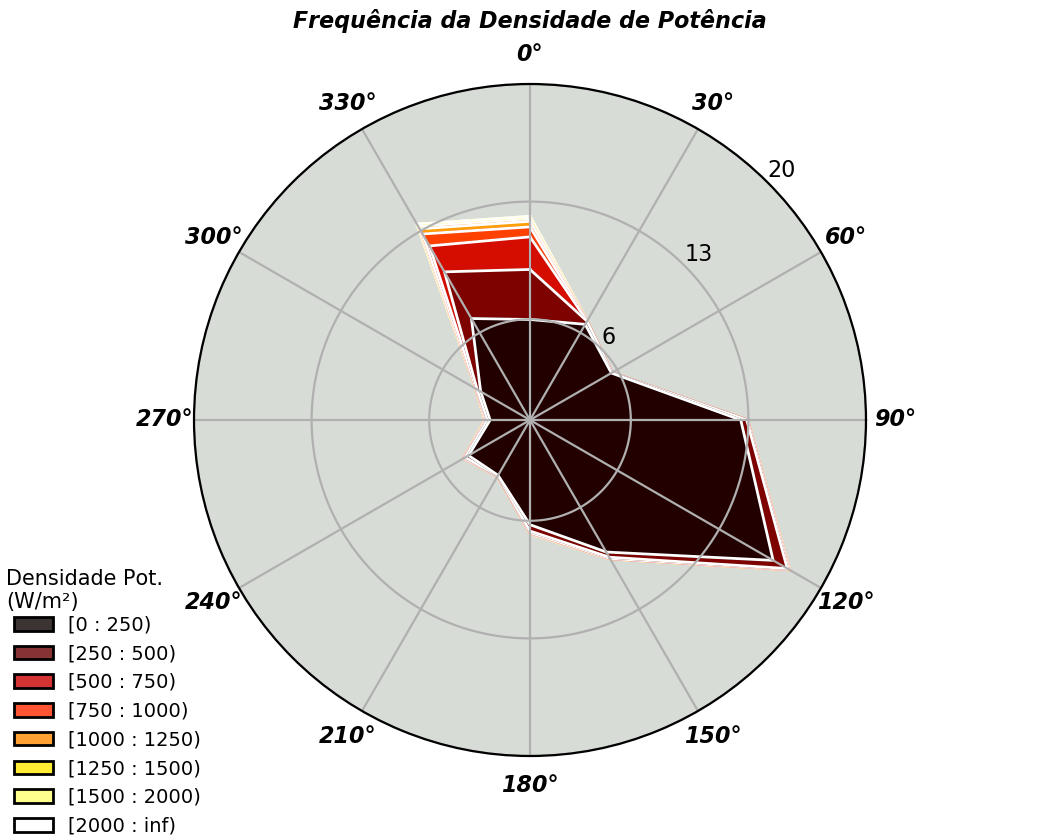 Frequência da Densidade de Potência
0°
330°
30°
20
300°
60°
13
6
270°
90°
240°
120°
210°
150°
180°
Densidade Pot.
(W/m²)
[0 : 250)
[250 : 500)
[500 : 750)
[750 : 1000)
[1000 : 1250)
[1250 : 1500)
[1500 : 2000)
[2000 : inf)